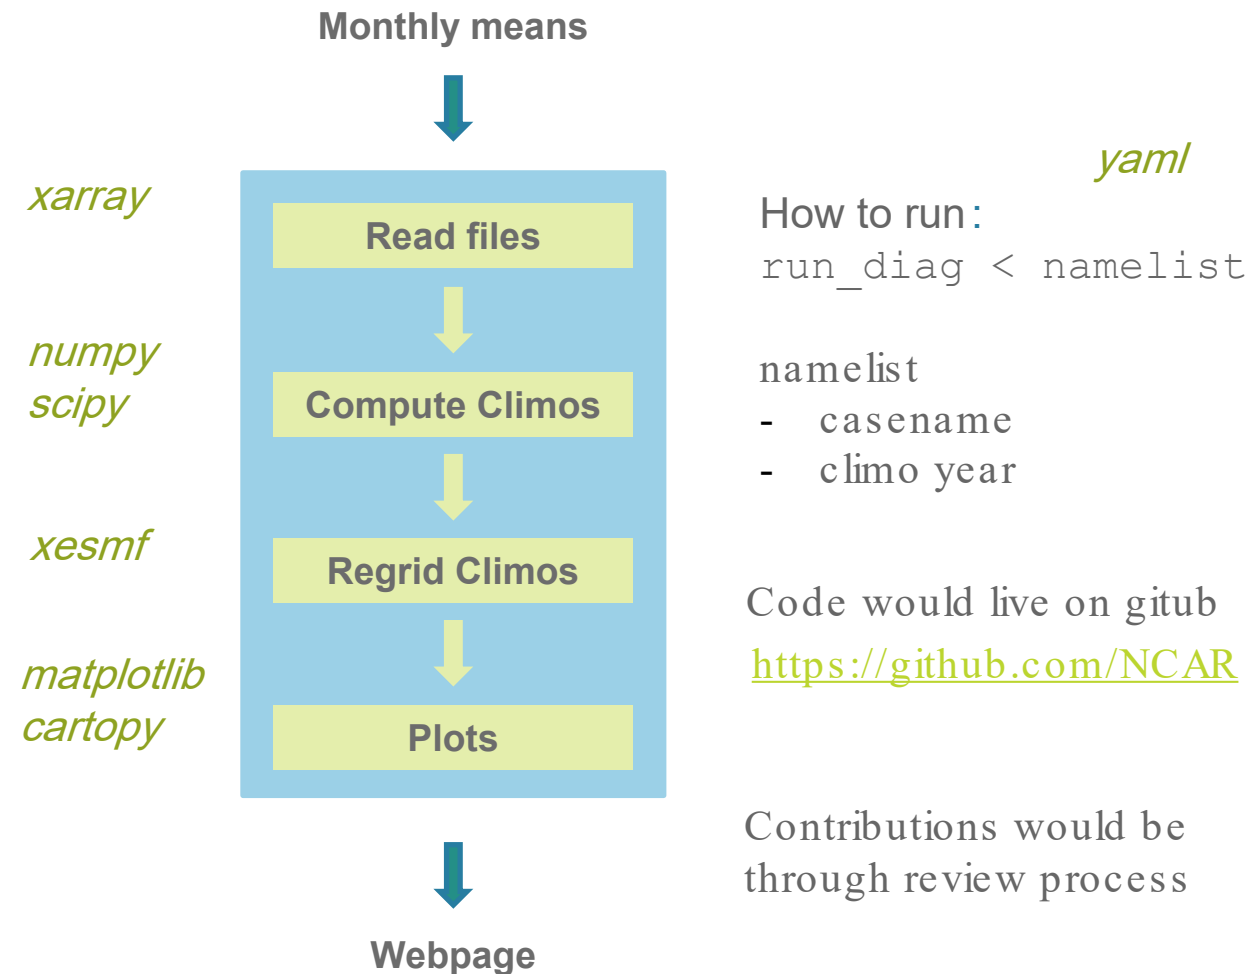 Monthly means
xarray
Read files
numpy
scipy
Compute Climos
xesmf
Regrid Climos
matplotlib
cartopy
Plots
Webpage
yaml
How to run:
run_diag < namelist
namelist
- casename
- climo year
Code would live on gitub
https://github.com/NCAR
Contributions would be
through review process